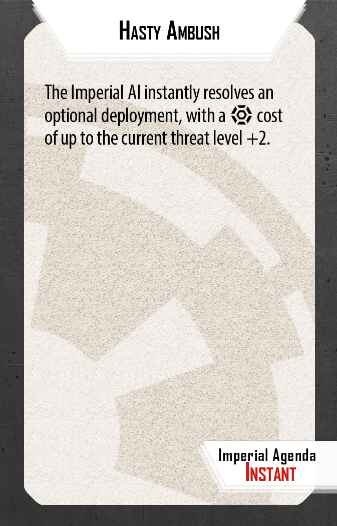 Hasty Ambush
The Imperial AI instantly resolves an
optional deployment, with a cost
of up to the current threat level +2.
Imperial Agenda
Instant